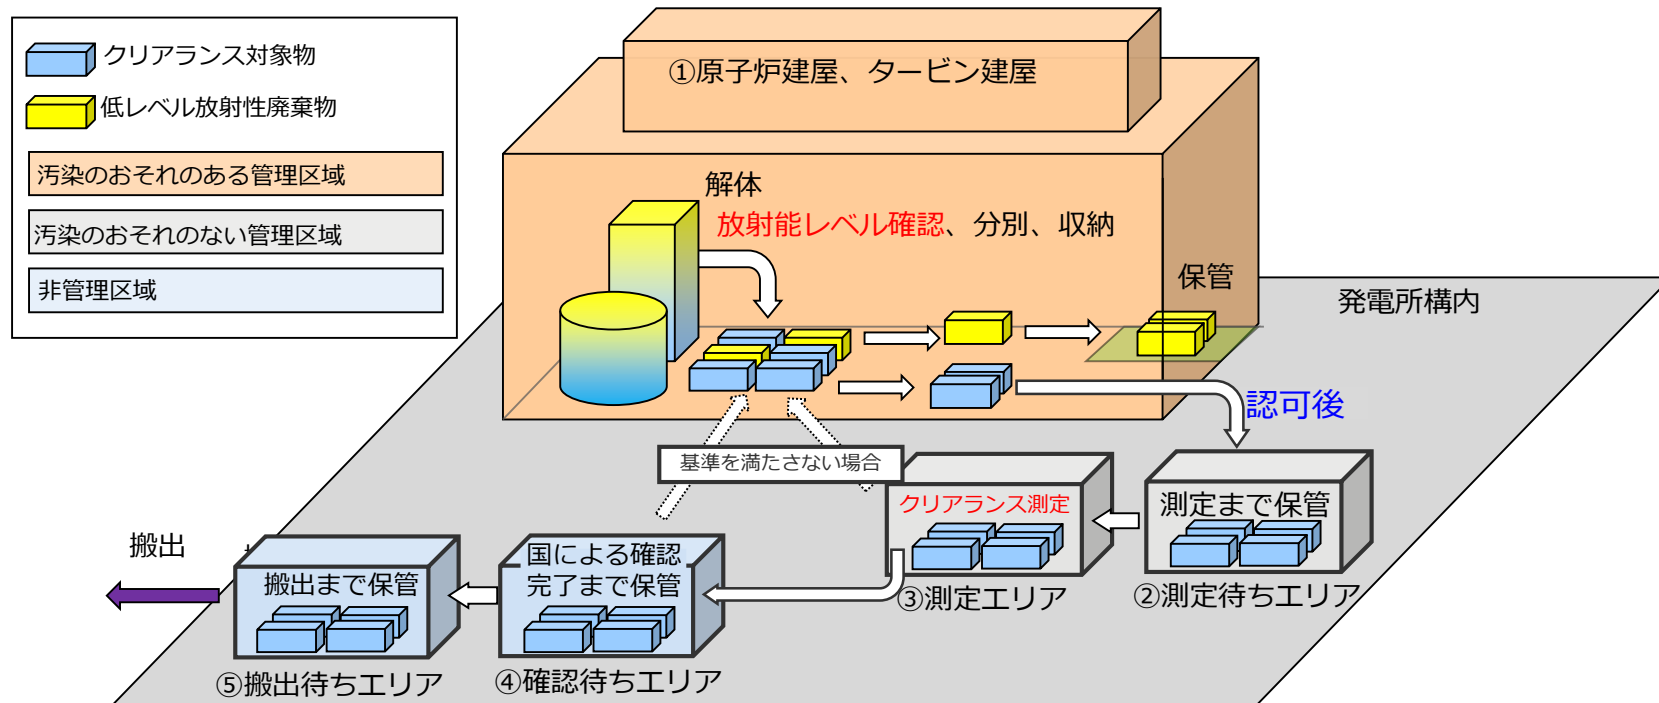 クリアランス対象物
低レベル放射性廃棄物
汚染のおそれのある管理区域
汚染のおそれのない管理区域
非管理区域
①原子炉建屋、タービン建屋
解体
放射能レベル確認、分別、収納
保管
発電所構内
認可後
基準を満たさない場合
クリアランス測定
③測定エリア
測定まで保管
②測定待ちエリア
国による確認
完了まで保管
④確認待ちエリア
搬出まで保管
⑤搬出待ちエリア
搬出